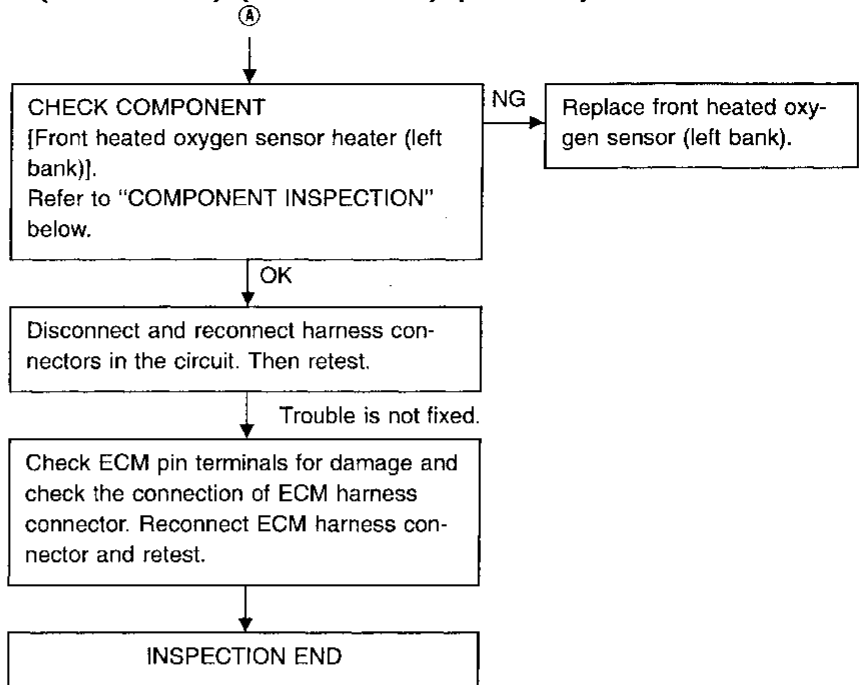 Ⓐ
CHECK COMPONENT
[Front heated oxygen sensor heater (left
bank)].
Refer to "COMPONENT INSPECTION"
below.
NG
Replace front heated oxy-
gen sensor (left bank).
OK
Disconnect and reconnect harness con-
nectors in the circuit. Then retest.
Trouble is not fixed.
Check ECM pin terminals for damage and
check the connection of ECM harness
connector. Reconnect ECM harness con-
nector and retest.
INSPECTION END